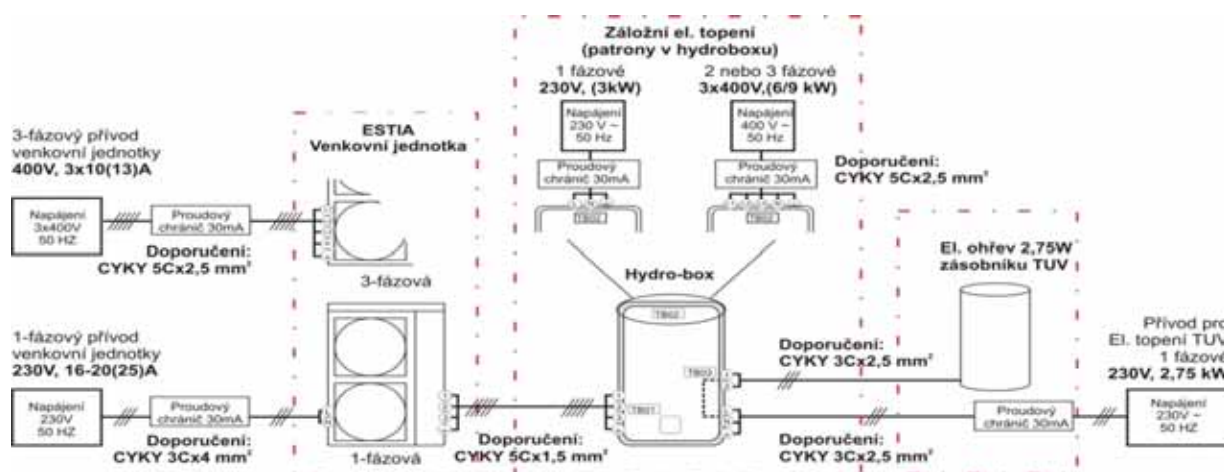 Záložní el. topení
(patrony v hydroboxu)
1 fázové
230V, (3kW)
2 nebo 3 fázové
3x400V,(6/9 kW)
Napájení
230 V ~
50 Hz
Napájení
400 V ~
50 Hz
Proudový
chránič 30mA
Proudový
chránič 30mA
Doporučení:
CYKY 5Cx2,5 mm²
TB02
TB02
ESTIA
Venkovní jednotka
3-fázový přívod
venkovní jednotky
400V, 3x10(13)A
Napájení
3x400V
50 HZ
Proudový
chránič 30mA
Doporučení:
CYKY 5Cx2,5 mm²
3-fázová
1-fázový přívod
venkovní jednotky
230V, 16-20(25)A
Napájení
230V
50 HZ
Proudový
chránič 30mA
Doporučení:
CYKY 3Cx4 mm²
1-fázová
Doporučení:
CYKY 5Cx1,5 mm²
Hydro-box
TB02
TB03
TB01
Doporučení:
CYKY 3Cx2,5 mm²
Doporučení:
CYKY 3Cx2,5 mm²
El. ohřev 2,75W
zásobníku TUV
Proudový
chránič 30mA
Přívod pro
El. topení TUV
1 fázové
230V, 2,75 kW
Napájení
230V ~
50 HZ